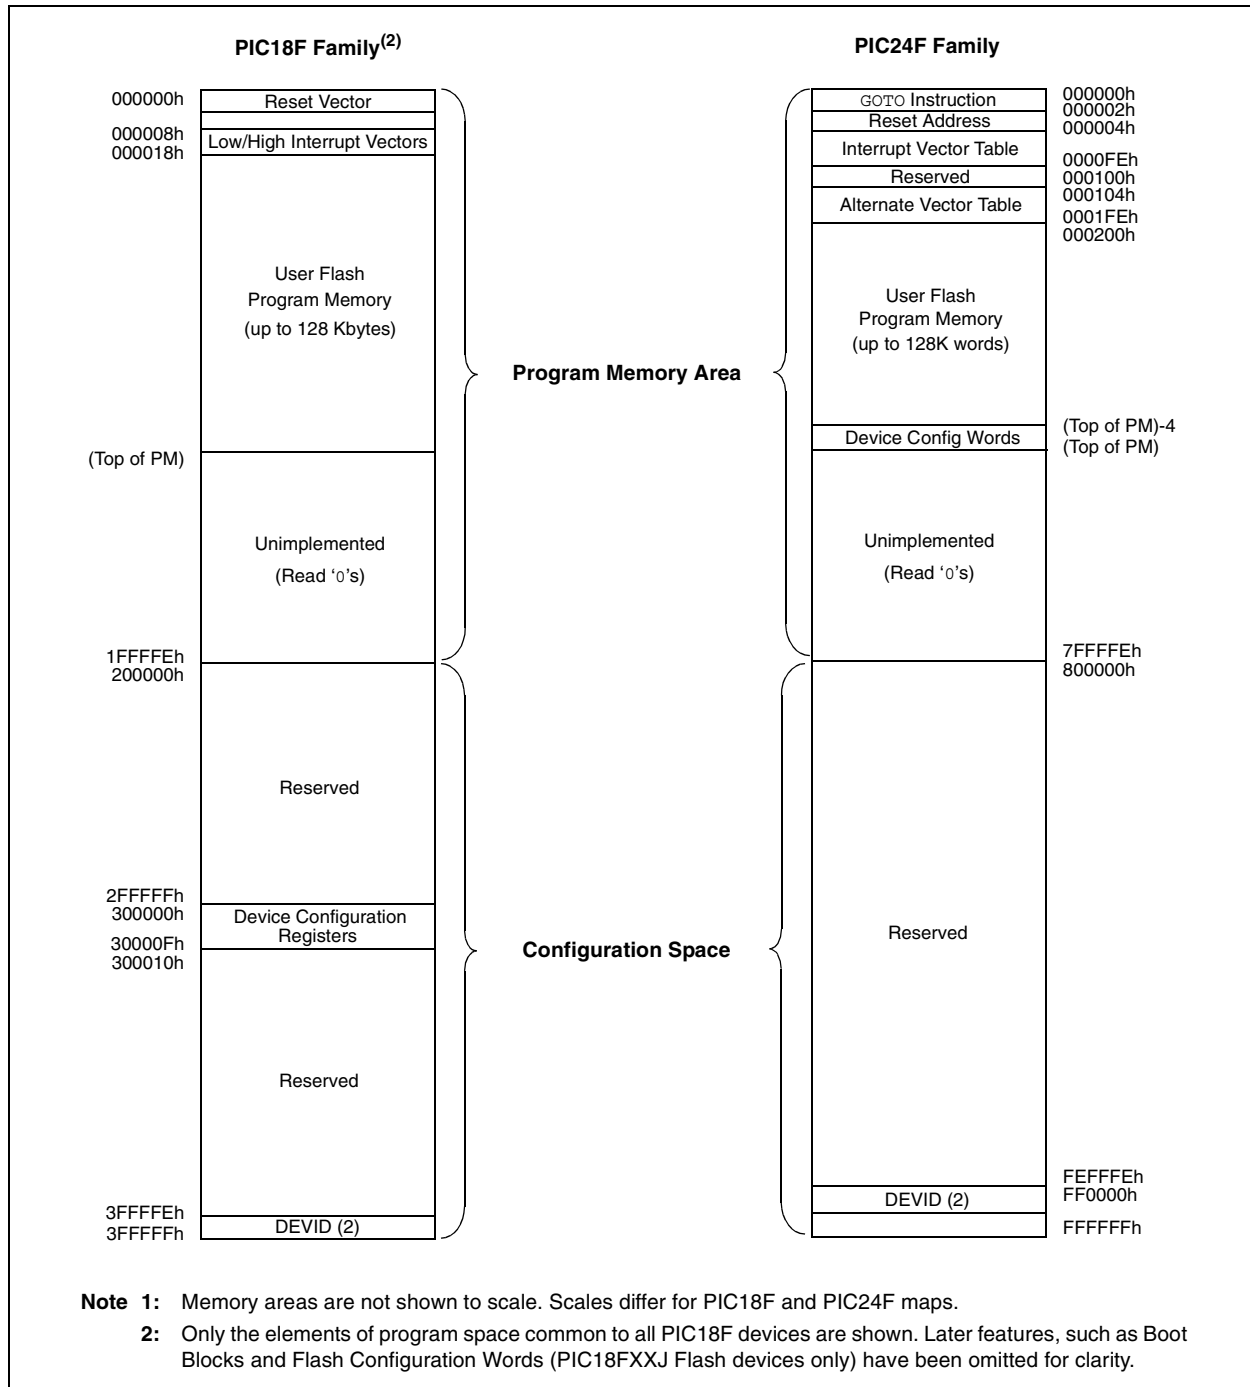 PIC18F Family(2)
PIC24F Family
000000h
Reset Vector
000008h
Low/High Interrupt Vectors
000018h
User Flash
Program Memory
(up to 128 Kbytes)
(Top of PM)
Unimplemented
(Read ‘0’s)
1FFFFEh
200000h
Reserved
2FFFFFh
300000h
Device Configuration
Registers
30000Fh
300010h
Reserved
3FFFFEh
DEVID (2)
3FFFFFh
Program Memory Area
Configuration Space
GOTO Instruction
000000h
Reset Address
000002h
000004h
Interrupt Vector Table
0000FEh
Reserved
000100h
000104h
Alternate Vector Table
0001FEh
000200h
User Flash
Program Memory
(up to 128K words)
(Top of PM)-4
Device Config Words
(Top of PM)
Unimplemented
(Read ‘0’s)
7FFFFEh
800000h
Reserved
FEFFFEh
DEVID (2)
FF0000h
FFFFFFh
Note 1: Memory areas are not shown to scale. Scales differ for PIC18F and PIC24F maps.
2: Only the elements of program space common to all PIC18F devices are shown. Later features, such as Boot
Blocks and Flash Configuration Words (PIC18FXXJ Flash devices only) have been omitted for clarity.